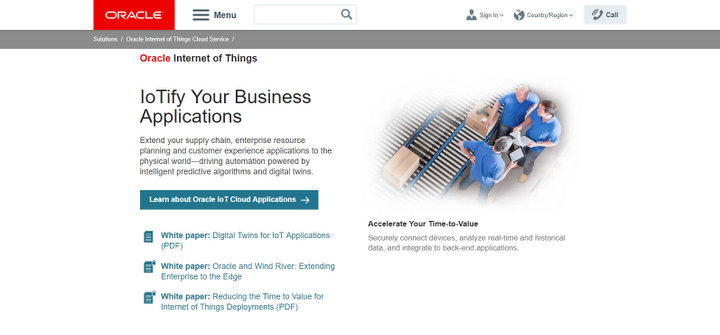 ORACLE Menu Sign In Country/Region Call
Solutions / Oracle Internet of Things Cloud Service /
Oracle Internet of Things
IoTify Your Business
Applications
Extend your supply chain, enterprise resource
planning and customer experience applications to the
physical world—driving automation powered by
intelligent predictive algorithms and digital twins.
Learn about Oracle IoT Cloud Applications
White paper: Digital Twins for IoT Applications
(PDF)
White paper: Oracle and Wind River: Extending
Enterprise to the Edge
White paper: Reducing the Time to Value for
Internet of Things Deployments (PDF)
Accelerate Your Time-to-Value
Securely connect devices, analyze real-time and historical
data, and integrate to back-end applications.